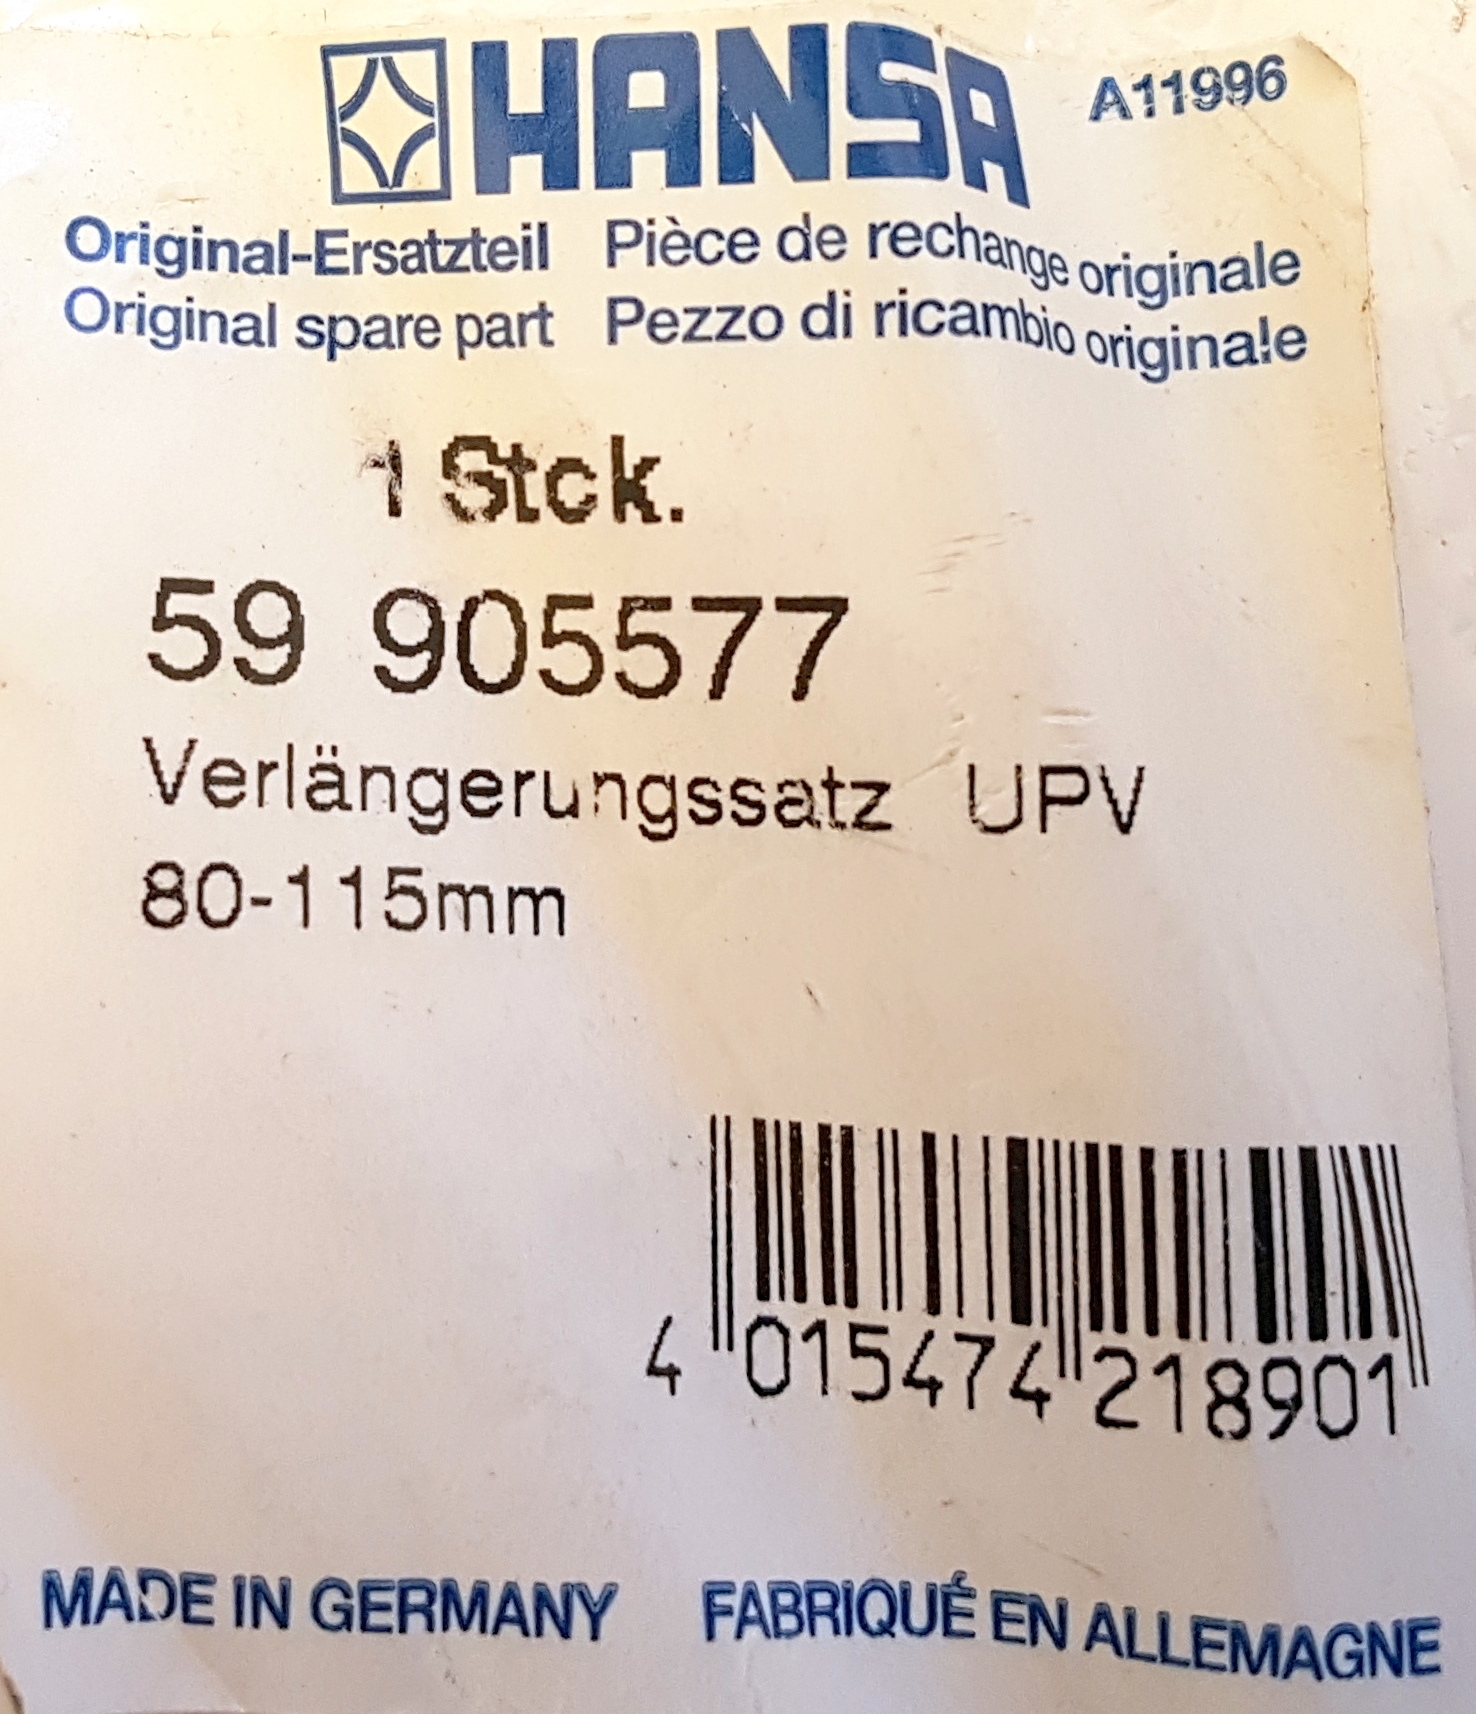 HANSA A11996
Original-Ersatzteil Pièce de rechange originale
Original spare part Pezzo di ricambio originale
1 Stck.
59 905577
Verlängerungssatz UPV
80-115mm
4 015474 218901
MADE IN GERMANY FABRIQUÉ EN ALLEMAGNE